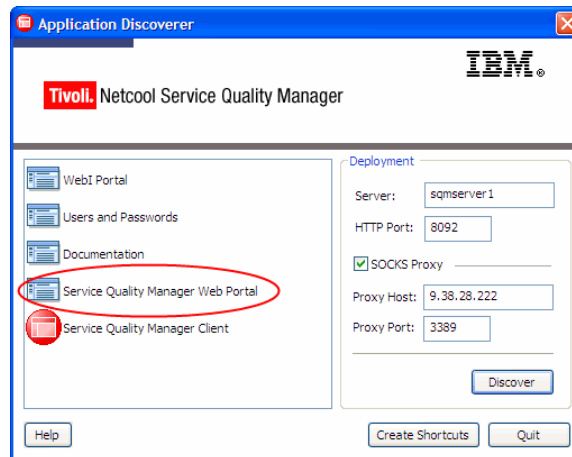 Application Discoverer
IBM®
Tivoli. Netcool Service Quality Manager
WebI Portal
Users and Passwords
Documentation
Service Quality Manager Web Portal
Service Quality Manager Client
Deployment
Server: sqmserver1
HTTP Port: 8092
SOCKS Proxy
Proxy Host: 9.38.28.222
Proxy Port: 3389
Discover
Help
Create Shortcuts
Quit